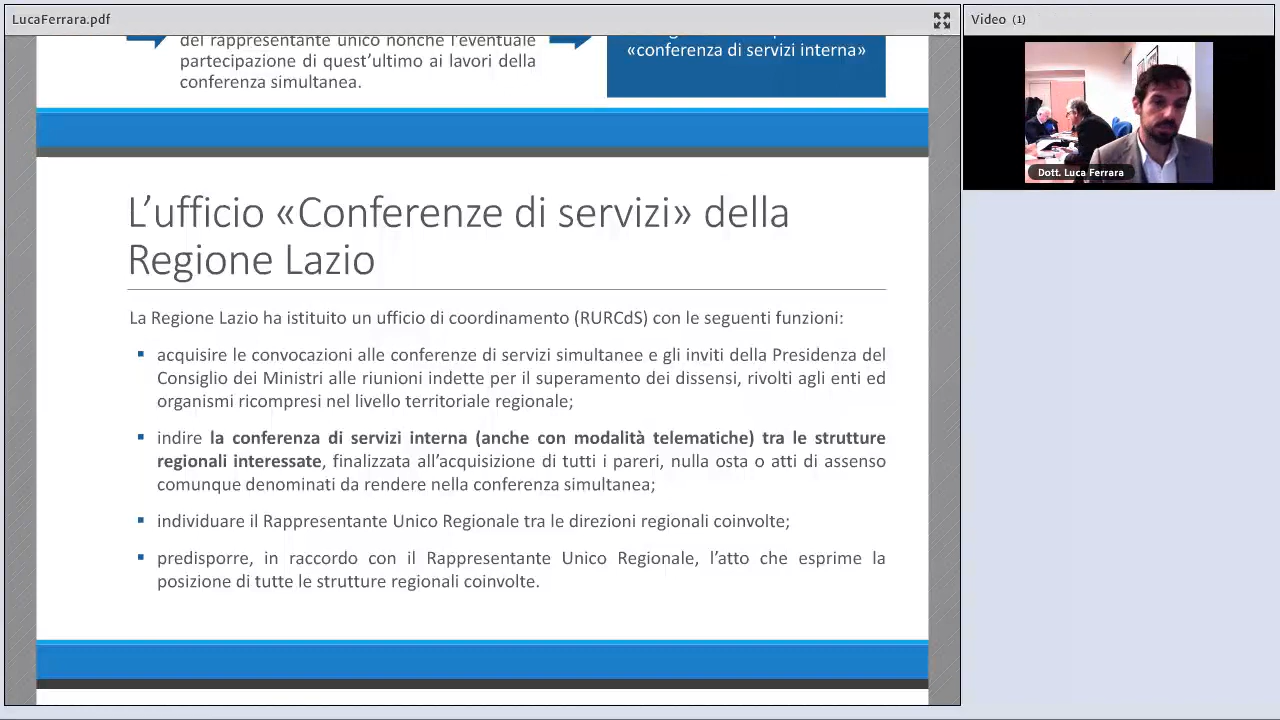 LucaFerrara.pdf
Video (1)
del rappresentante unico nonché l'eventuale
partecipazione di quest'ultimo ai lavori della
conferenza simultanea.
«conferenza di servizi interna»
Dott. Luca Ferrara
L'ufficio «Conferenze di servizi» della
Regione Lazio
La Regione Lazio ha istituito un ufficio di coordinamento (RURCdS) con le seguenti funzioni:
▪ acquisire le convocazioni alle conferenze di servizi simultanee e gli inviti della Presidenza del
Consiglio dei Ministri alle riunioni indette per il superamento dei dissensi, rivolti agli enti ed
organismi ricompresi nel livello territoriale regionale;
▪ indire la conferenza di servizi interna (anche con modalità telematiche) tra le strutture
regionali interessate, finalizzata all'acquisizione di tutti i pareri, nulla osta o atti di assenso
comunque denominati da rendere nella conferenza simultanea;
▪ individuare il Rappresentante Unico Regionale tra le direzioni regionali coinvolte;
▪ predisporre, in raccordo con il Rappresentante Unico Regionale, l'atto che esprime la
posizione di tutte le strutture regionali coinvolte.